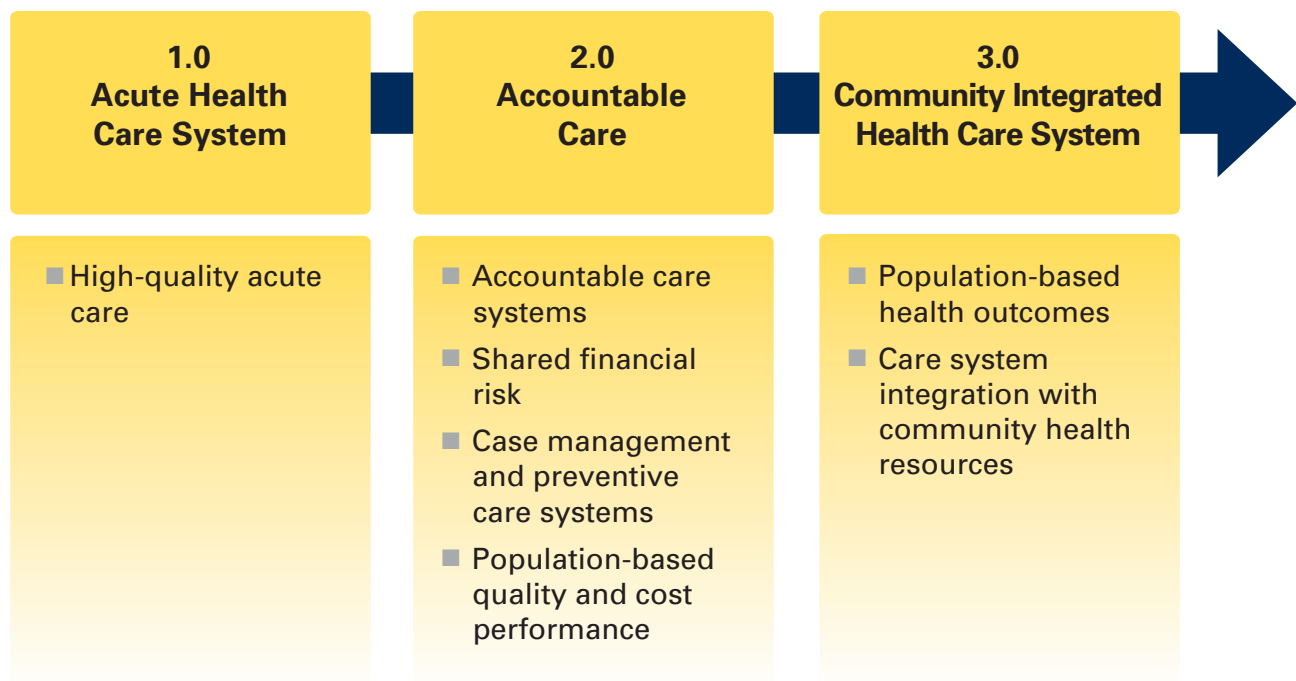 1.0
Acute Health
Care System
2.0
Accountable
Care
3.0
Community Integrated
Health Care System
High-quality acute
care
Accountable care
systems
Shared financial
risk
Case management
and preventive
care systems
Population-based
quality and cost
performance
Population-based
health outcomes
Care system
integration with
community health
resources